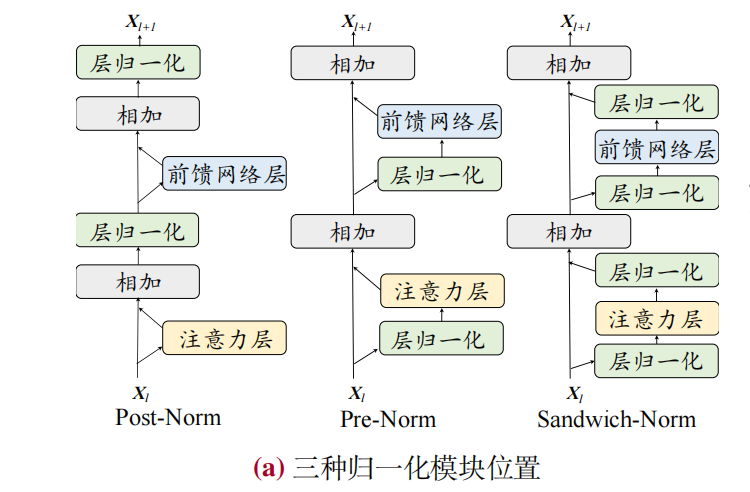 X_{l+1}
层归一化
相加
前馈网络层
层归一化
相加
注意力层
X_l
Post-Norm
X_{l+1}
相加
前馈网络层
层归一化
相加
注意力层
层归一化
X_l
Pre-Norm
X_{l+1}
相加
层归一化
前馈网络层
层归一化
相加
层归一化
注意力层
层归一化
X_l
Sandwich-Norm
(a) 三种归一化模块位置